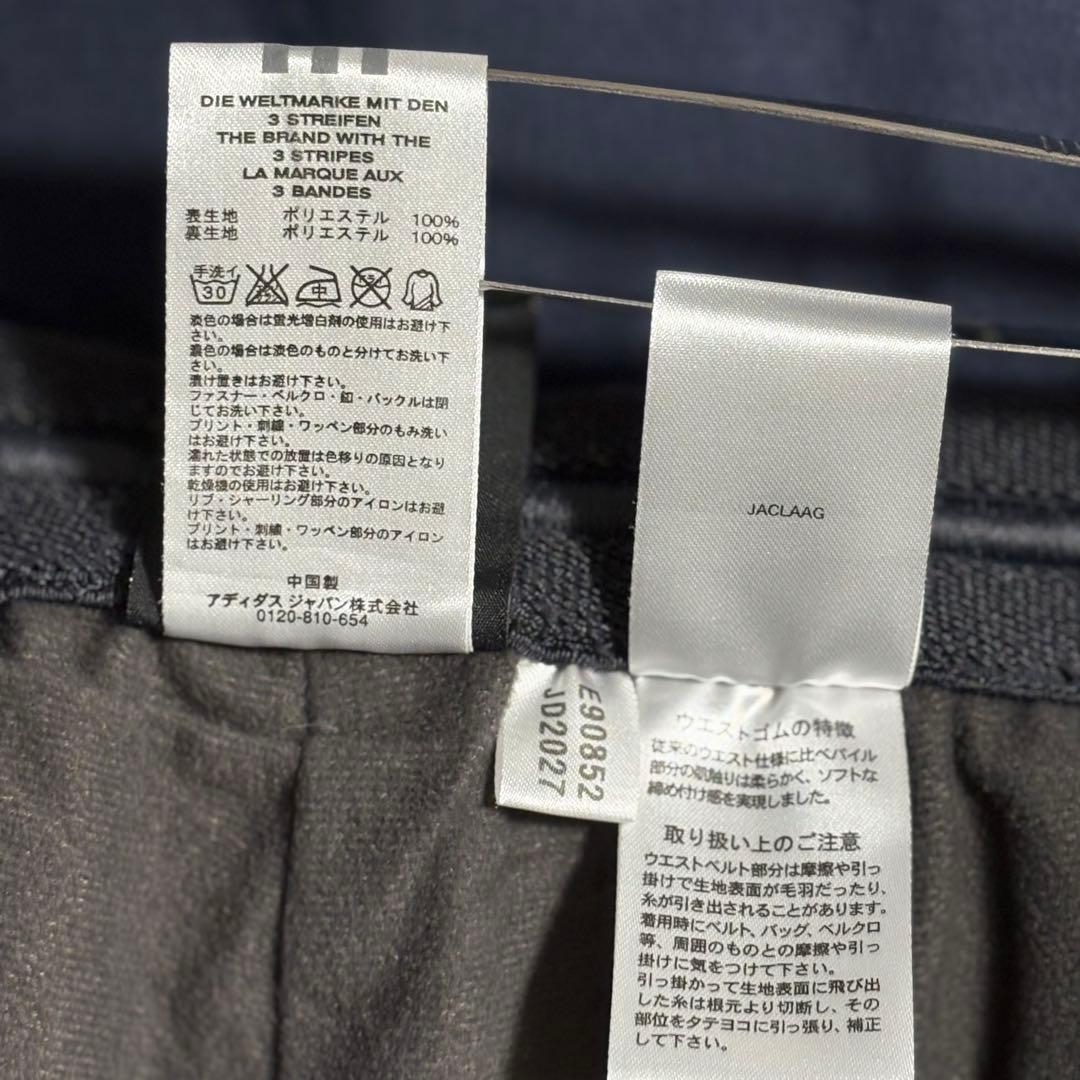 DIE WELTMARKE MIT DEN
3 STREIFEN
THE BRAND WITH THE
3 STRIPES
LA MARQUE AUX
3 BANDES
表生地 ポリエステル 100%
裏生地 ポリエステル 100%
手洗イ
30
中
淡色の場合は蛍光増白剤の使用はお避け下
さい。
濃色の場合は淡色のものと分けてお洗い下
さい。
漬け置きはお避け下さい。
ファスナー・ベルクロ・釦・バックルは閉
じてお洗い下さい。
プリント・刺繍・ワッペン部分のもみ洗い
はお避け下さい。
濡れた状態での放置は色移りの原因となり
ますのでお避け下さい。
乾燥機の使用はお避け下さい。
リブ・シャーリング部分のアイロンはお避
け下さい。
プリント・刺繍・ワッペン部分のアイロン
はお避け下さい。
中国製
アディダス ジャパン株式会社
0120-810-654
JACLAAG
E90852
JD2027
ウエストゴムの特徴
従来のウエスト仕様に比べパイル
部分の肌触りは柔らかく、ソフトな
締め付け感を実現しました。
取り扱い上のご注意
ウエストベルト部分は摩擦や引っ
掛けで生地表面が毛羽だったり、
糸が引き出されることがあります。
着用時にベルト、バッグ、ベルクロ
等、周囲のものとの摩擦や引っ
掛けに気をつけて下さい。
引っ掛かって生地表面に飛び出
した糸は根元より切断し、その
部位をタテヨコに引っ張り、補正
して下さい。